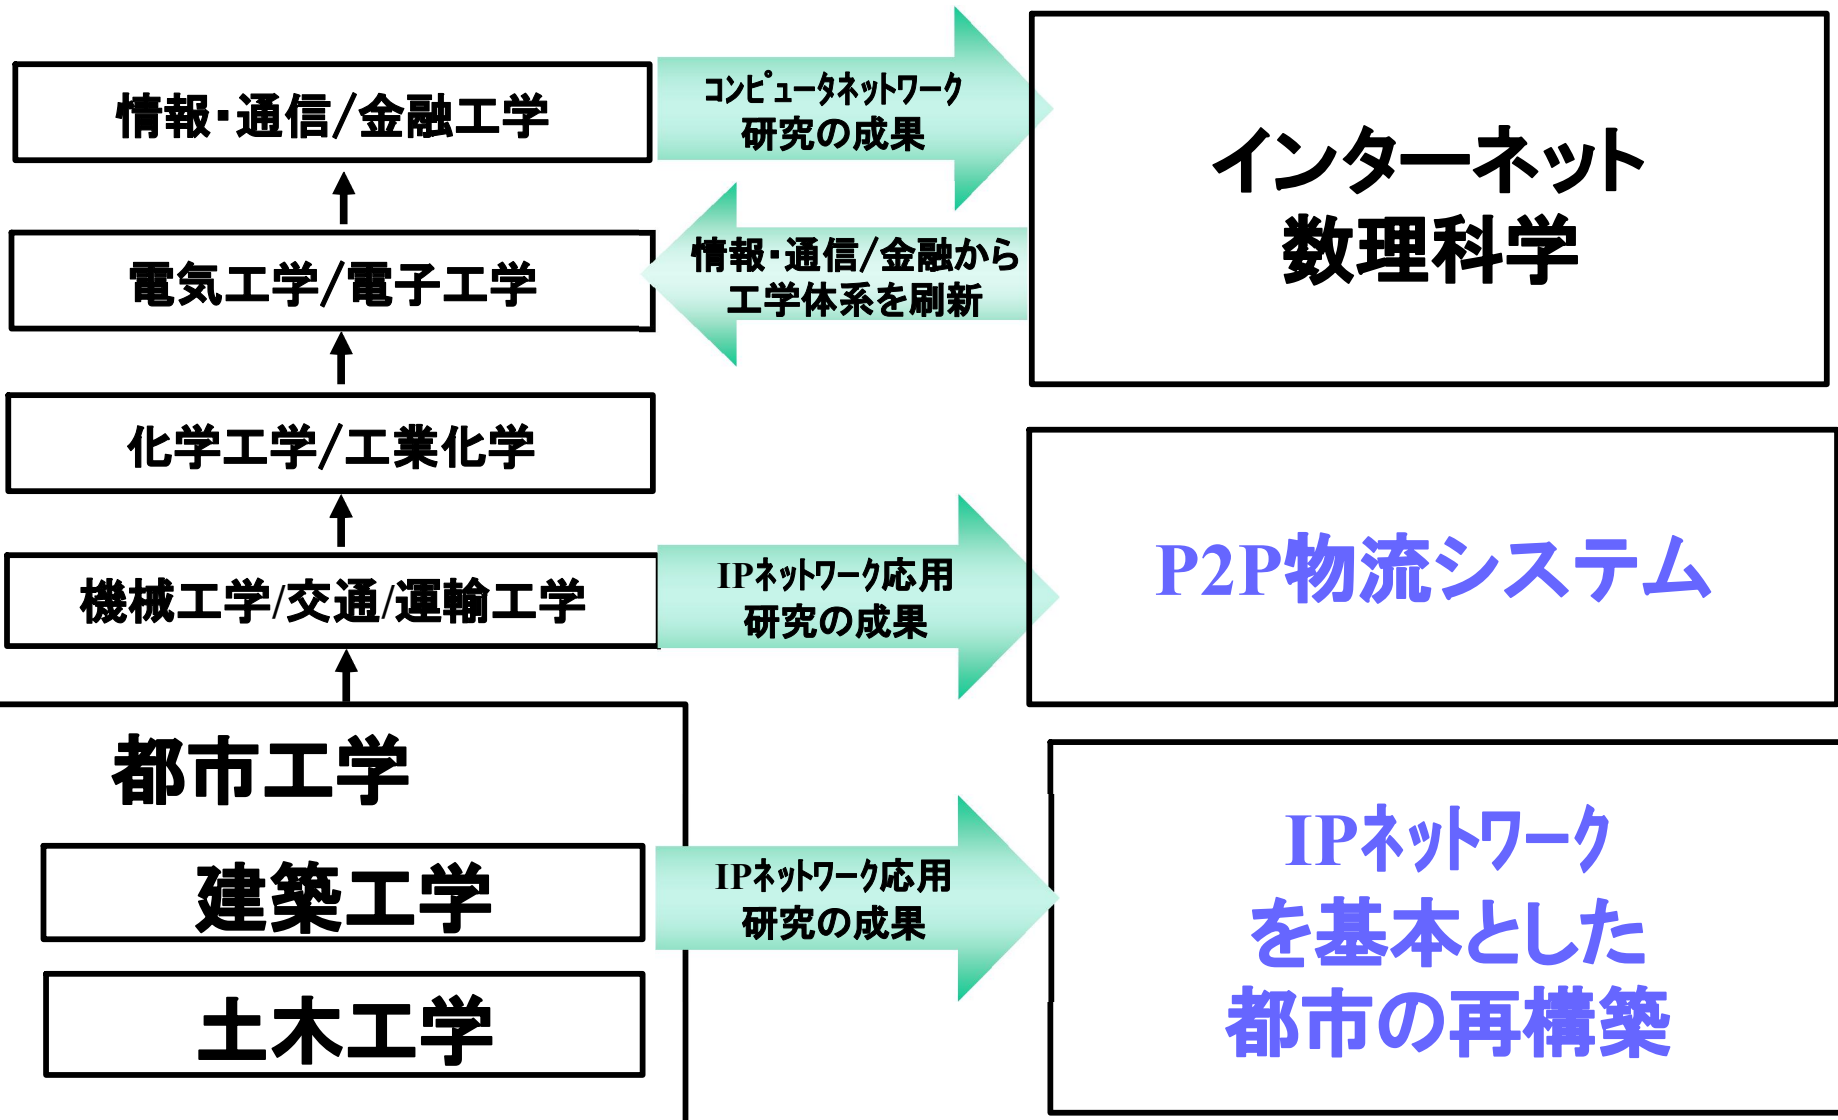 情報・通信/金融工学
コンピュータネットワーク
研究の成果
インターネット
数理科学
電気工学/電子工学
情報・通信/金融から
工学体系を刷新
化学工学/工業化学
機械工学/交通/運輸工学
IPネットワーク応用
研究の成果
P2P物流システム
都市工学
建築工学
土木工学
IPネットワーク応用
研究の成果
IPネットワーク
を基本とした
都市の再構築